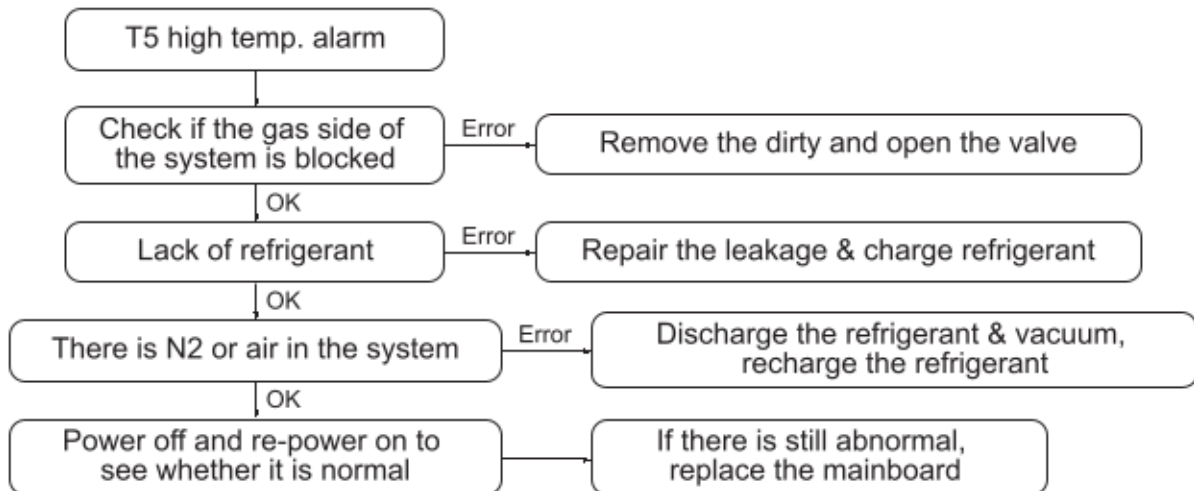 T5 high temp. alarm
Check if the gas side of
the system is blocked
Error
Remove the dirty and open the valve
OK
Lack of refrigerant
Error
Repair the leakage & charge refrigerant
OK
There is N2 or air in the system
Error
Discharge the refrigerant & vacuum,
recharge the refrigerant
OK
Power off and re-power on to
see whether it is normal
If there is still abnormal,
replace the mainboard